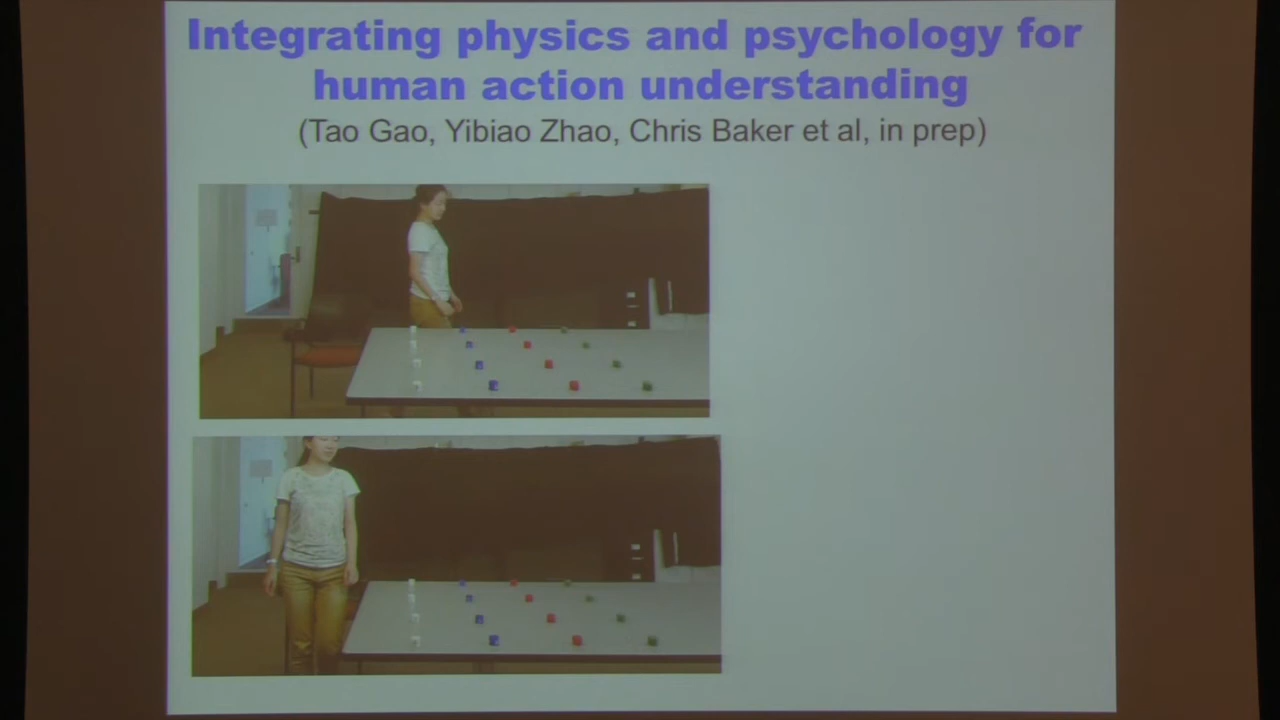 Integrating physics and psychology for
human action understanding
(Tao Gao, Yibiao Zhao, Chris Baker et al, in prep)